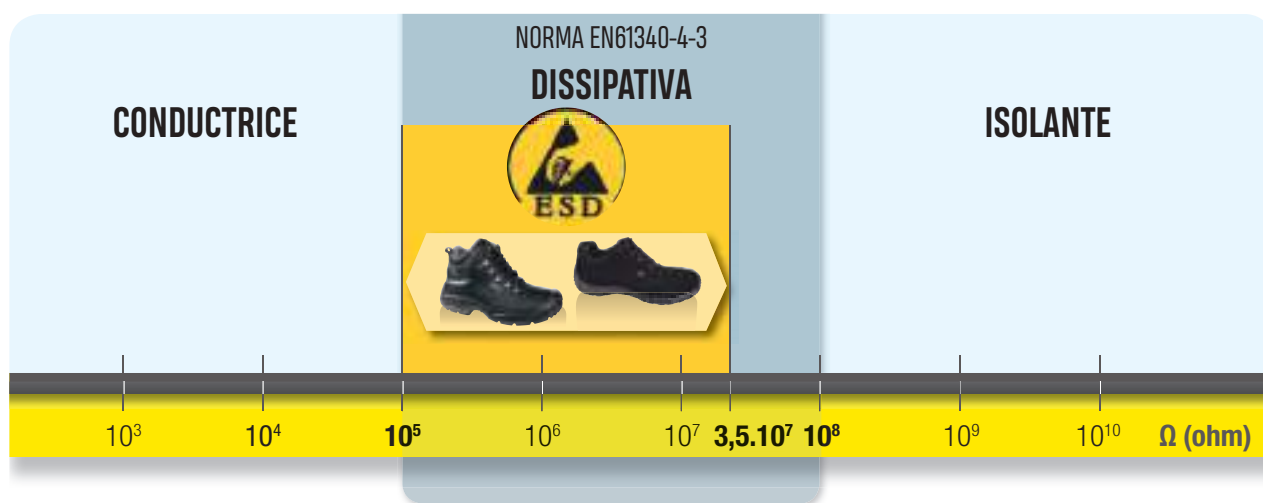 NORMA EN61340-4-3
DISSIPATIVA
CONDUCTRICE
ISOLANTE
ESD
10³ 10⁴ 10⁵ 10⁶ 10⁷ 3,5.10⁷ 10⁸ 10⁹ 10¹⁰ Ω (ohm)